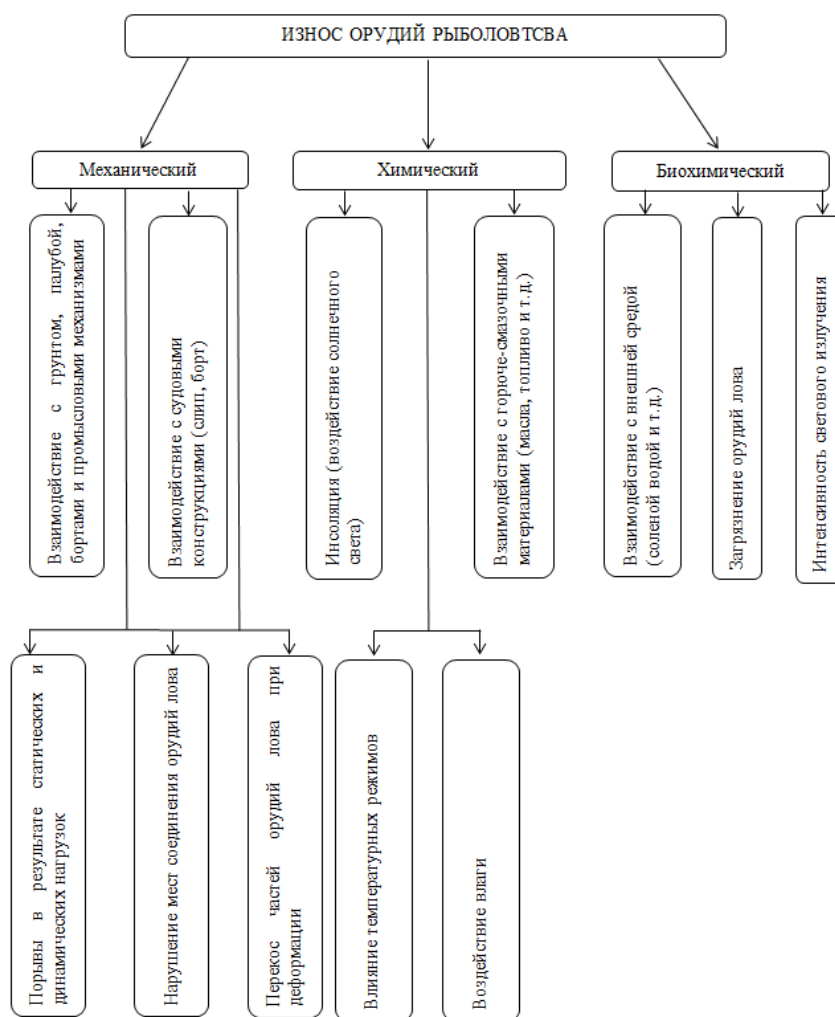 ИЗНОС ОРУДИЙ РЫБОЛОВТСВА
Механический
Химический
Биохимический
Взаимодействие с грунтом, палубой,
бортами и промысловыми механизмами
Взаимодействие с судовыми
конструкциями (слип, борт)
Инсоляция (воздействие солнечного
света)
Взаимодействие с горюче-смазочными
материалами (масла, топливо и т.д.)
Взаимодействие с внешней средой
(соленой водой и т.д.)
Загрязнение орудий лова
Интенсивность светового излучения
Порывы в результате статических и
динамических нагрузок
Нарушение мест соединения орудий лова
Перекос частей орудий лова при
деформации
Влияние температурных режимов
Воздействие влаги